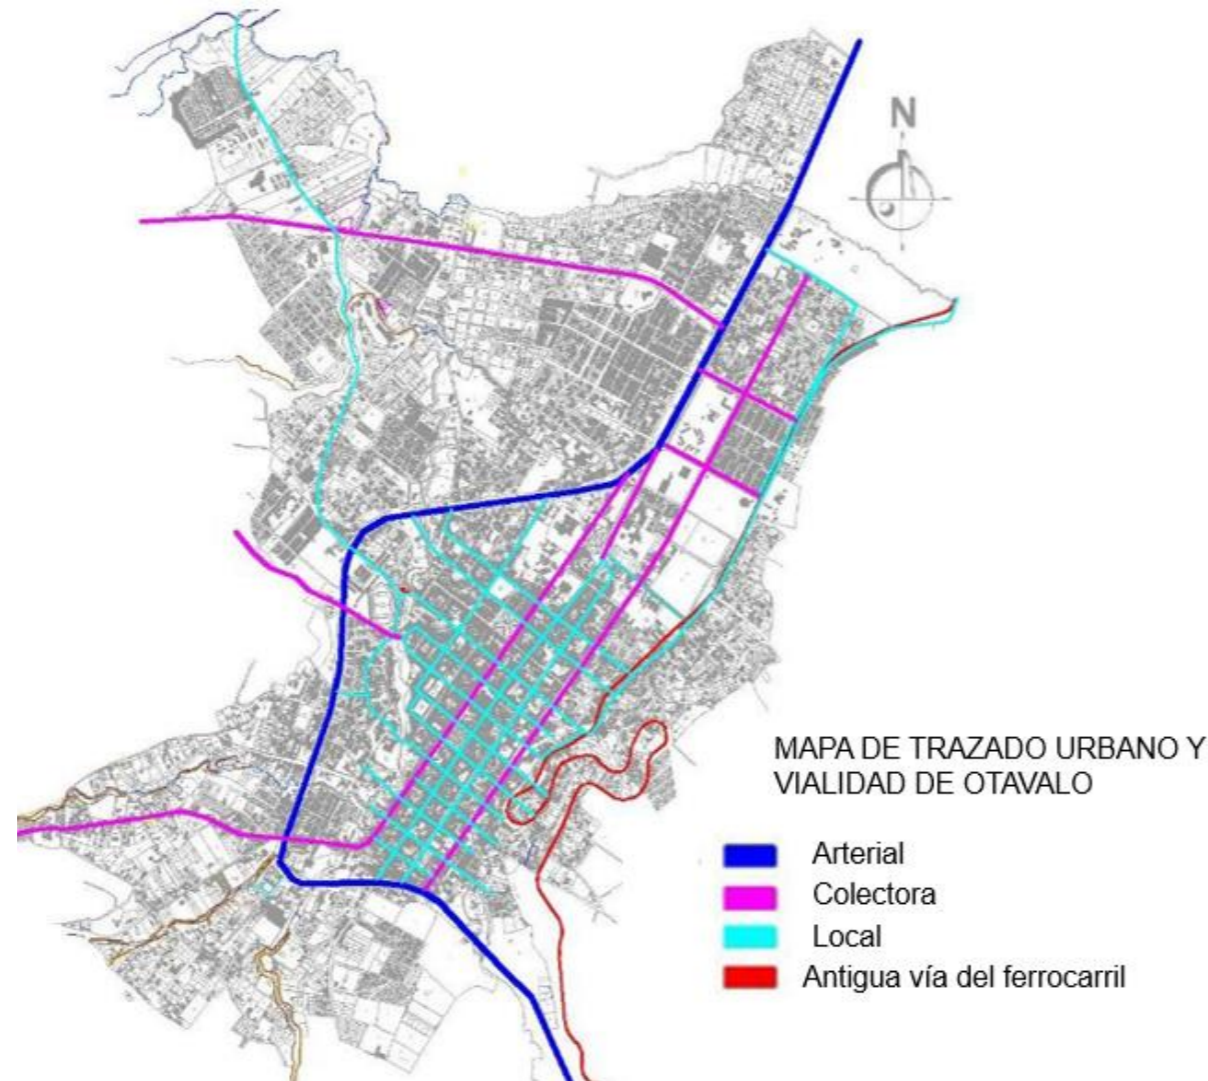 N
MAPA DE TRAZADO URBANO Y
VIALIDAD DE OTAVALO
Arterial
Colectora
Local
Antigua vía del ferrocarril